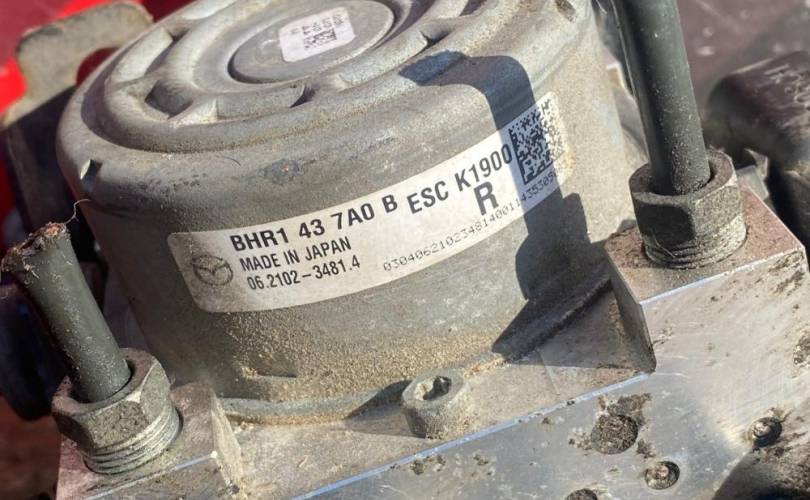 BHR1 43 7A0 B ESC K1900
MADE IN JAPAN R
06.2102-3481.4